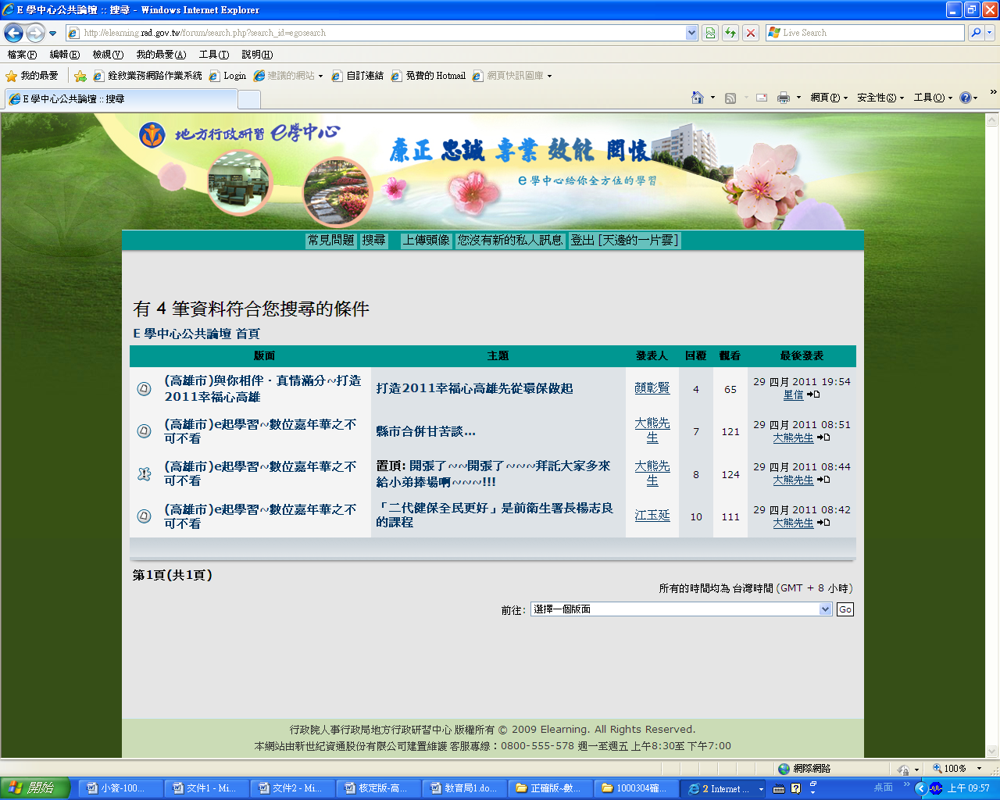 E 學中心公共論壇 :: 搜尋 - Windows Internet Explorer
http://elearning.rad.gov.tw/forum/search.php?search_id=egosearch
Live Search
檔案(F) 編輯(E) 檢視(V) 我的最愛(A) 工具(T) 說明(H)
我的最愛 銓敘業務網路作業系統 Login 建議的網站 自訂連結 免費的 Hotmail 網頁快訊圖庫
E 學中心公共論壇 :: 搜尋
網頁(P) 安全性(S) 工具(O)
地方行政研習 e學中心
廉正 忠誠 專業 效能 關懷
e學中心給你全方位的學習
常見問題 搜尋 上傳頭像 您沒有新的私人訊息 登出 [天邊的一片雲]
有 4 筆資料符合您搜尋的條件
E 學中心公共論壇 首頁
版面 主題 發表人 回覆 觀看 最後發表
(高雄市)與你相伴‧真情滿分~打造
2011幸福心高雄
打造2011幸福心高雄先從環保做起
顏彰賢
4
65
29 四月 2011 19:54
里信
(高雄市)e起學習~數位嘉年華之不
可不看
縣市合併甘苦談...
大熊先
生
7
121
29 四月 2011 08:51
大熊先生
(高雄市)e起學習~數位嘉年華之不
可不看
置頂: 開張了~~開張了~~~拜託大家多來
給小弟捧場啊~~~!!!
大熊先
生
8
124
29 四月 2011 08:44
大熊先生
(高雄市)e起學習~數位嘉年華之不
可不看
「二代健保全民更好」是前衛生署長楊志良
的課程
江玉延
10
111
29 四月 2011 08:42
大熊先生
第1頁(共1頁)
所有的時間均為 台灣時間 (GMT + 8 小時)
前往: 選擇一個版面 Go
行政院人事行政局地方行政研習中心 版權所有 © 2009 Elearning. All Rights Reserved.
本網站由新世紀資通股份有限公司建置維護 客服專線：0800-555-578 週一至週五 上午8:30至 下午7:00
網際網路 100%
開始 小簽-100... 文件1 - Mi... 文件2 - Mi... 核定版-高... 教育局1.do... 正確版~數... 1000304確... 2 Internet ... 桌面 上午 09:57